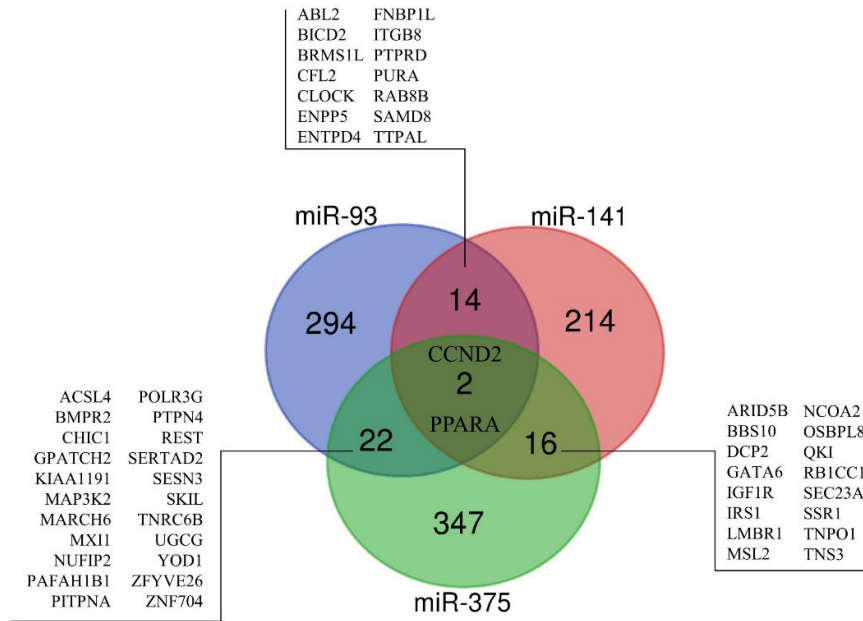 ABL2 FNBP1L
BICD2 ITGB8
BRMS1L PTPRD
CFL2 PURA
CLOCK RAB8B
ENPP5 SAMD8
ENTPD4 TTPAL
miR-93 miR-141
294 14 214
CCND2
2
PPARA
22 16
347
miR-375
ACSL4 POLR3G
BMPR2 PTPN4
CHIC1 REST
GPATCH2 SERTAD2
KIAA1191 SESN3
MAP3K2 SKIL
MARCH6 TNRC6B
MXI1 UGCG
NUFIP2 YOD1
PAFAH1B1 ZFYVE26
PITPNA ZNF704
ARID5B NCOA2
BBS10 OSBPL8
DCP2 QKI
GATA6 RB1CC1
IGF1R SEC23A
IRS1 SSR1
LMBR1 TNPO1
MSL2 TNS3